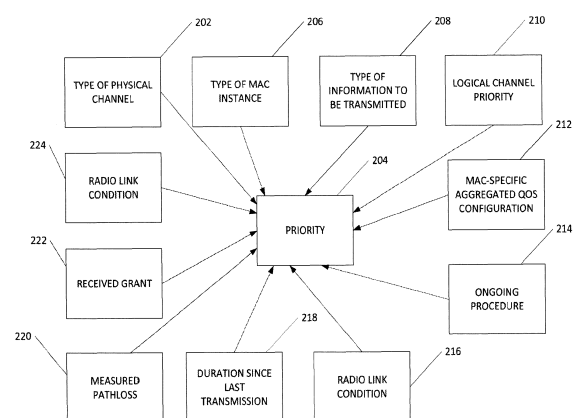 202
206
208
210
TYPE OF PHYSICAL
CHANNEL
TYPE OF MAC
INSTANCE
TYPE OF
INFORMATION TO
BE TRANSMITTED
LOGICAL CHANNEL
PRIORITY
212
224
204
RADIO LINK
CONDITION
MAC-SPECIFIC
AGGREGATED QOS
CONFIGURATION
PRIORITY
222
214
RECEIVED GRANT
ONGOING
PROCEDURE
220
218
216
MEASURED
PATHLOSS
DURATION SINCE
LAST
TRANSMISSION
RADIO LINK
CONDITION